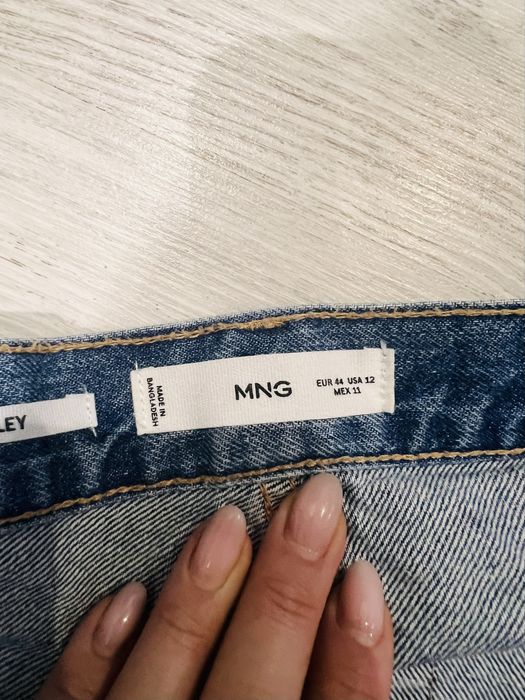 LEY
MADE IN
BANGLADESH
MNG
EUR 44 USA 12
MEX 11